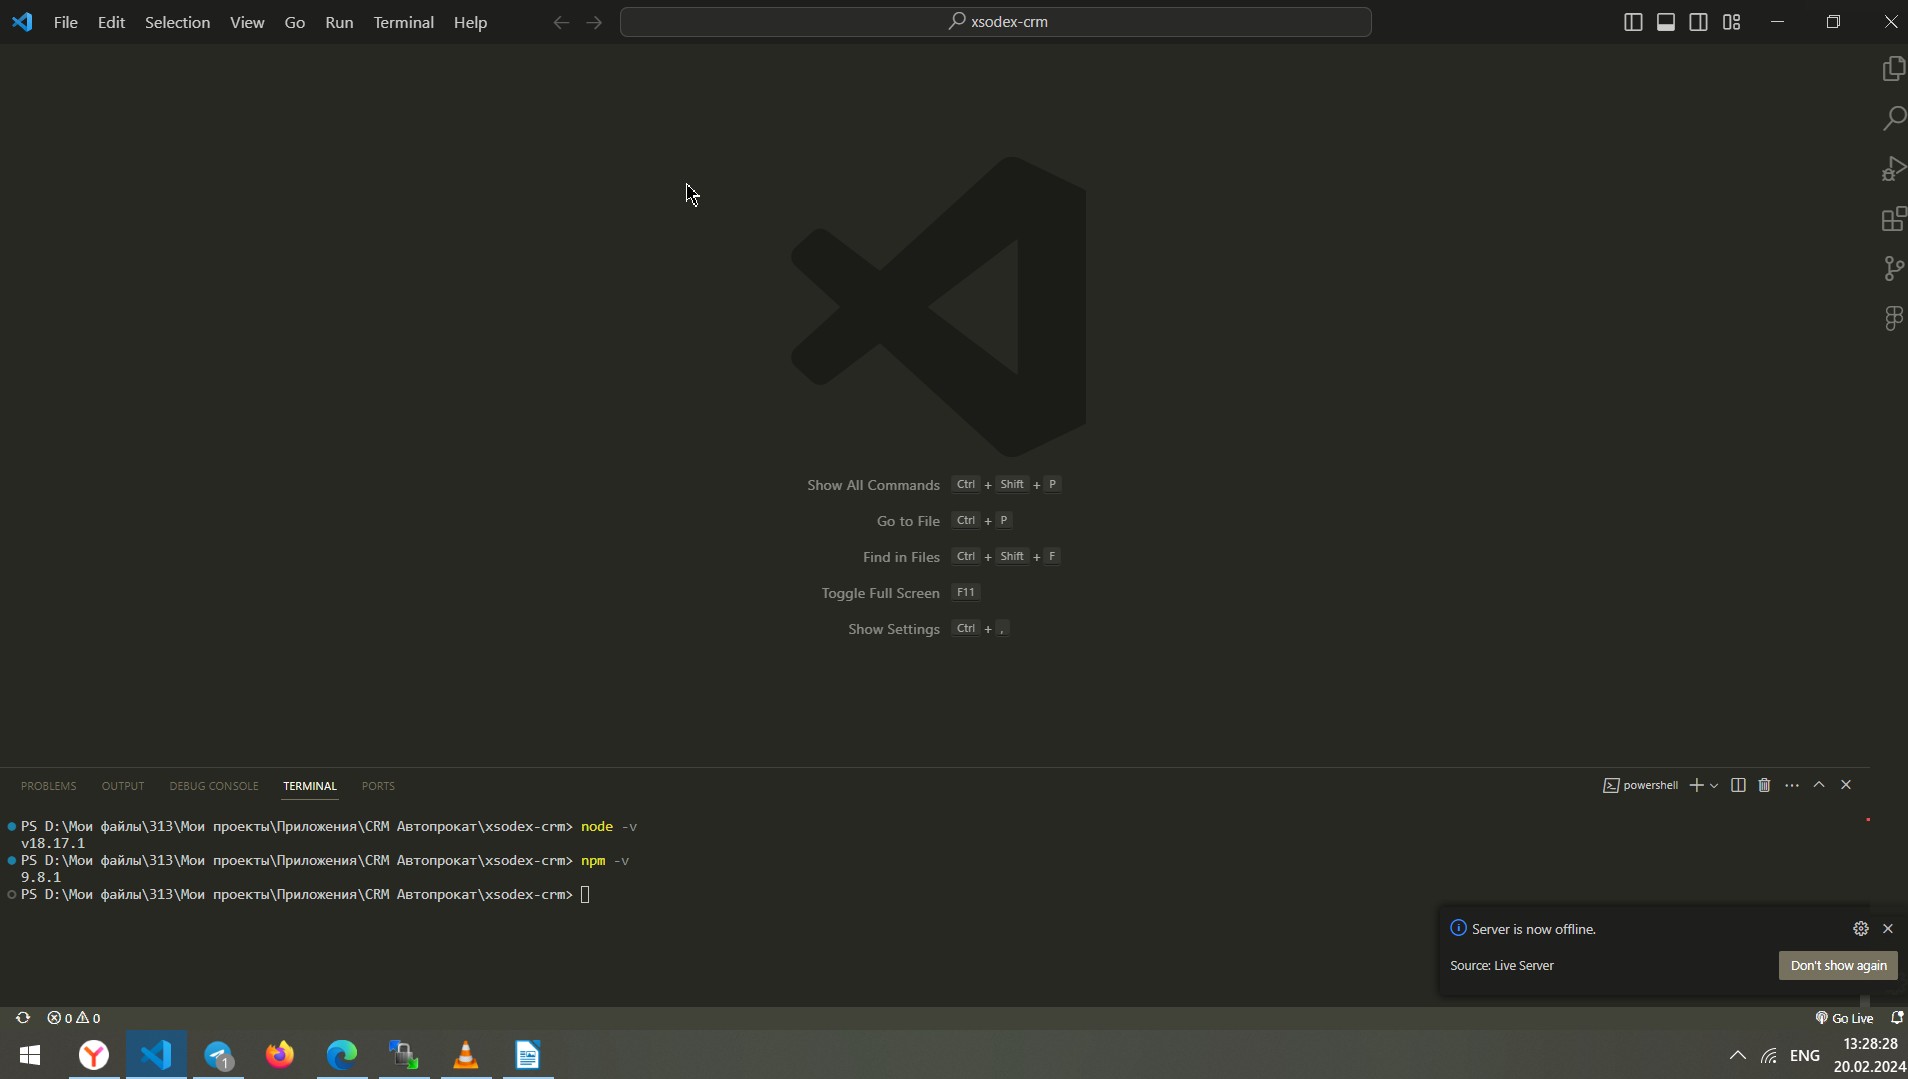 File Edit Selection View Go Run Terminal Help xsodex-crm
Show All Commands Ctrl + Shift + P
Go to File Ctrl + P
Find in Files Ctrl + Shift + F
Toggle Full Screen F11
Show Settings Ctrl + ,
PROBLEMS OUTPUT DEBUG CONSOLE TERMINAL PORTS powershell
PS D:\Мои файлы\313\Мои проекты\Приложения\CRM Автопрокат\xsodex-crm> node -v
v18.17.1
PS D:\Мои файлы\313\Мои проекты\Приложения\CRM Автопрокат\xsodex-crm> npm -v
9.8.1
PS D:\Мои файлы\313\Мои проекты\Приложения\CRM Автопрокат\xsodex-crm>
Server is now offline.
Source: Live Server Don't show again
0 0 Go Live
1 ENG 13:28:28
20.02.2024